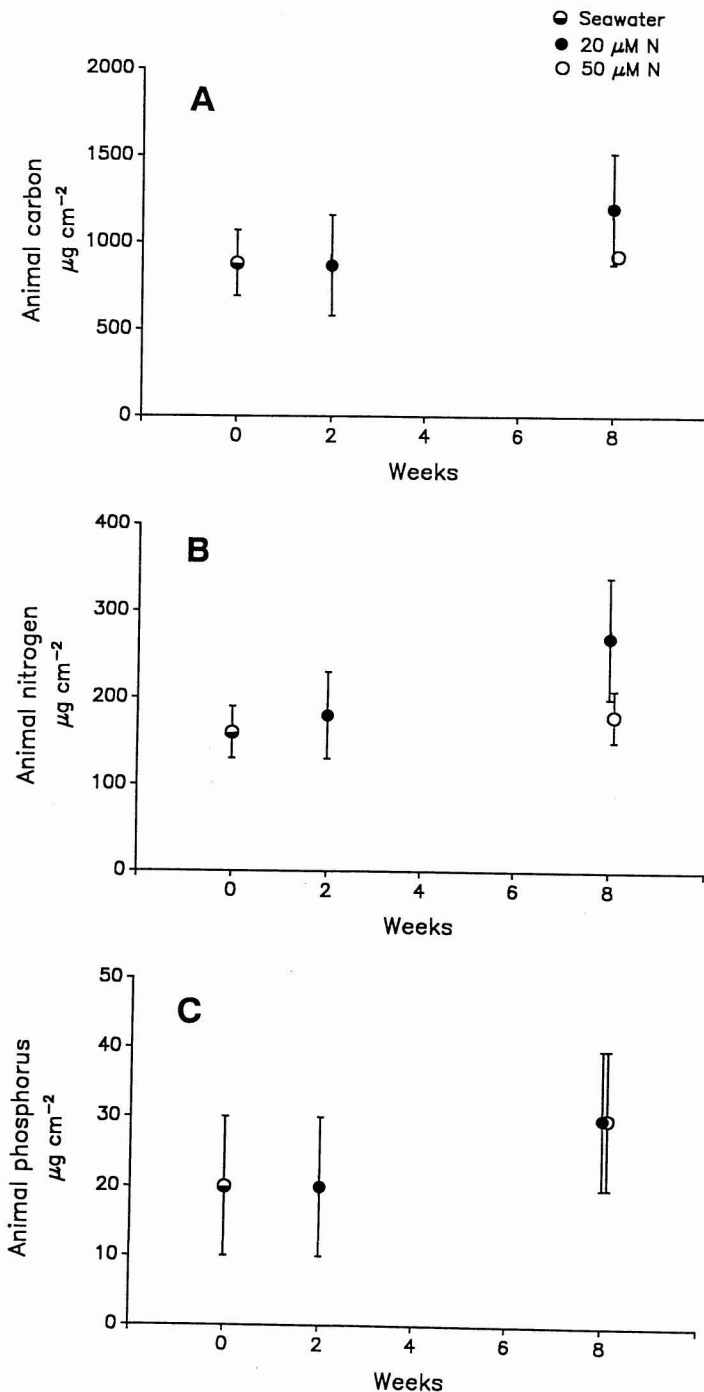 Seawater
20 μM N
50 μM N
A
2000
1500
1000
500
0
Animal carbon
μg cm⁻²
0 2 4 6 8
Weeks
B
400
300
200
100
0
Animal nitrogen
μg cm⁻²
0 2 4 6 8
Weeks
C
50
40
30
20
10
0
Animal phosphorus
μg cm⁻²
0 2 4 6 8
Weeks